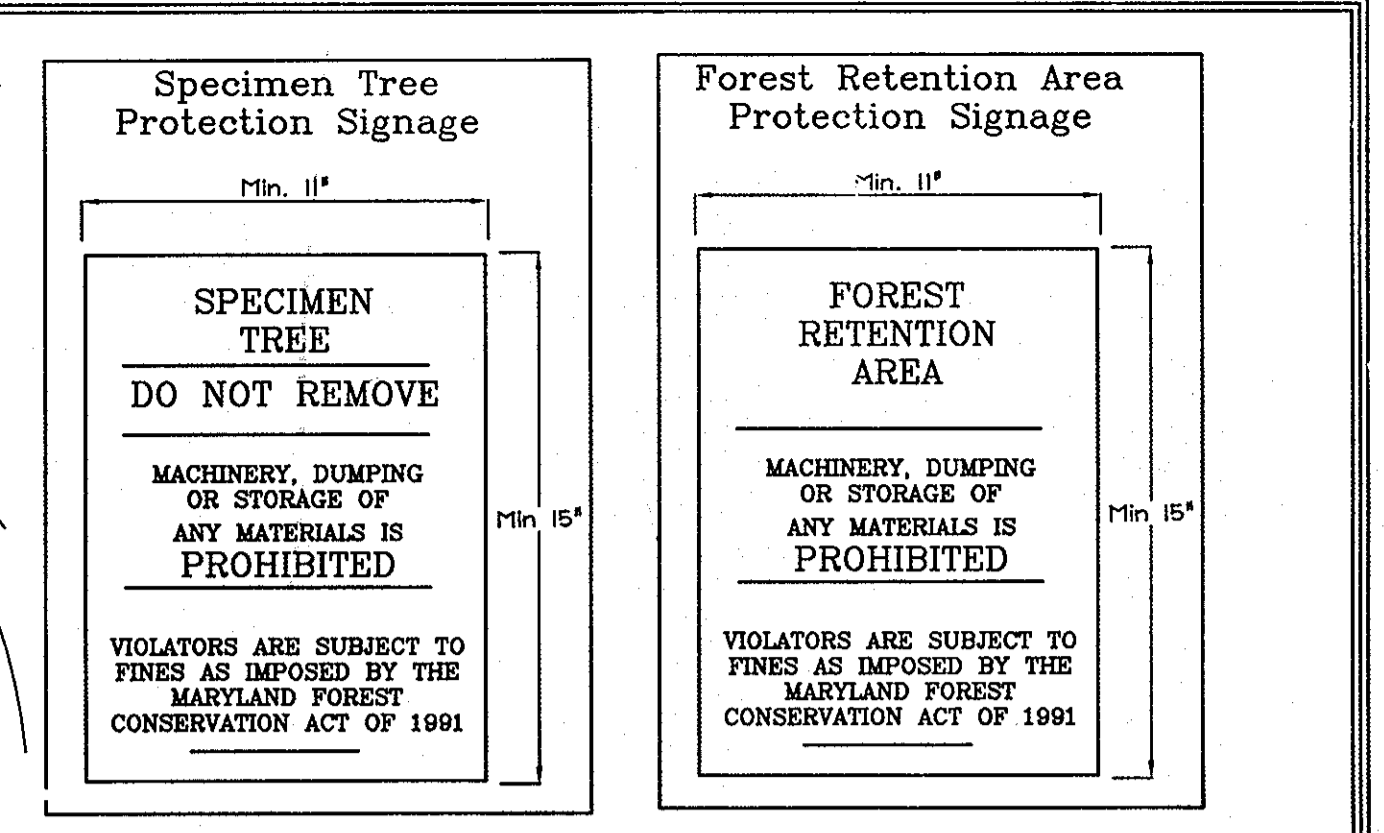 Specimen Tree
Protection Signage
Min. 11"
SPECIMEN
TREE
DO NOT REMOVE
MACHINERY, DUMPING
OR STORAGE OF
ANY MATERIALS IS
PROHIBITED
VIOLATORS ARE SUBJECT TO
FINES AS IMPOSED BY THE
MARYLAND FOREST
CONSERVATION ACT OF 1991
Min 15"
Forest Retention Area
Protection Signage
Min. 11"
FOREST
RETENTION
AREA
MACHINERY, DUMPING
OR STORAGE OF
ANY MATERIALS IS
PROHIBITED
VIOLATORS ARE SUBJECT TO
FINES AS IMPOSED BY THE
MARYLAND FOREST
CONSERVATION ACT OF 1991
Min 15"